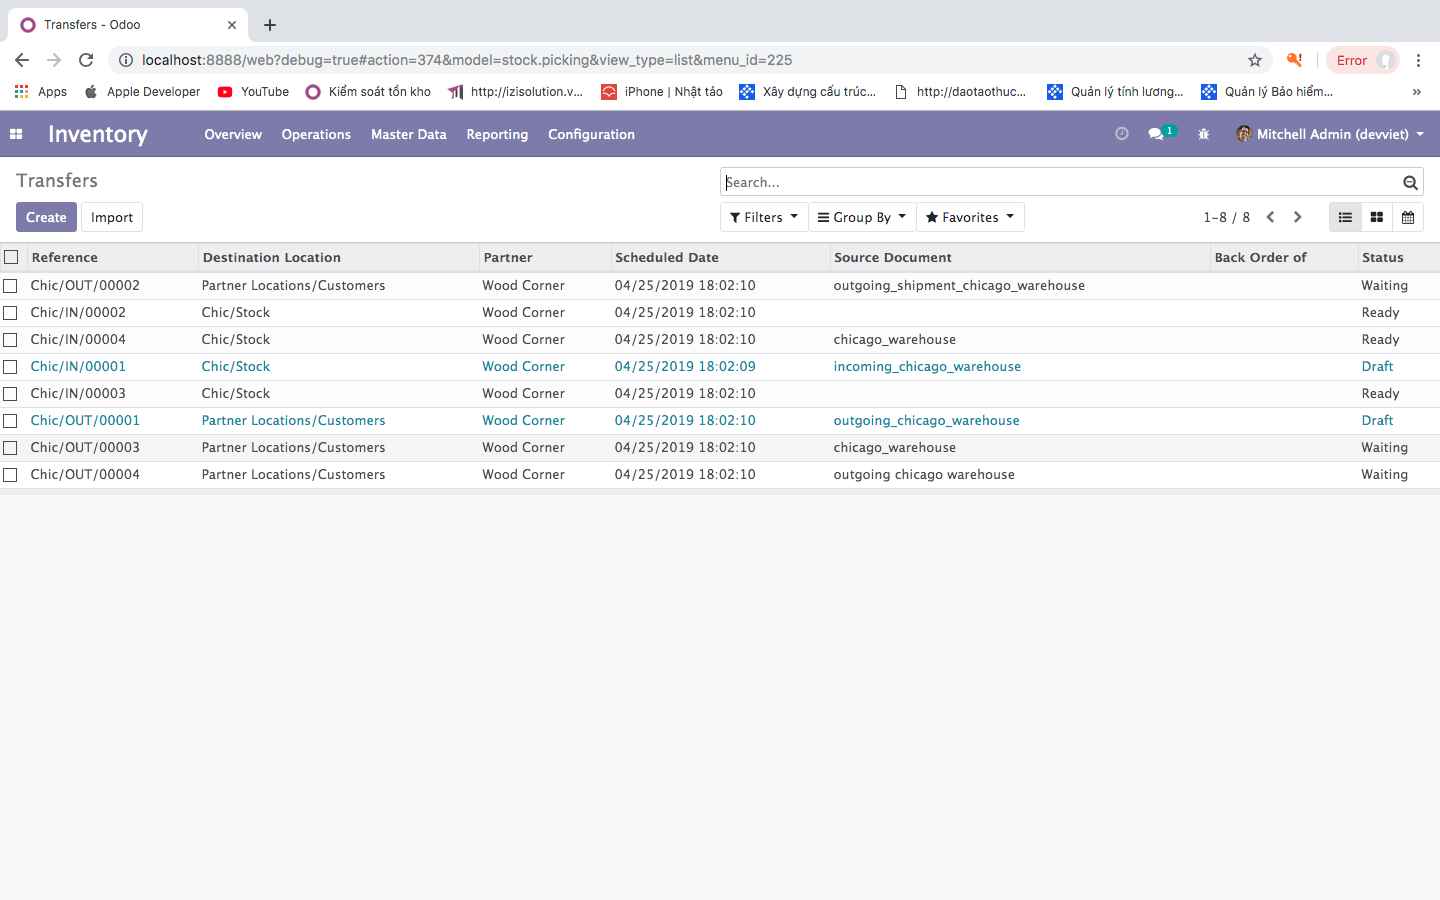 Transfers - Odoo
localhost:8888/web?debug=true#action=374&model=stock.picking&view_type=list&menu_id=225
Error
Apps
Apple Developer
YouTube
Kiểm soát tồn kho
http://izisolution.v...
iPhone | Nhật tảo
Xây dựng cấu trúc...
http://daotaothuc...
Quản lý tính lương...
Quản lý Bảo hiểm...
»
Inventory
Overview
Operations
Master Data
Reporting
Configuration
1
Mitchell Admin (devviet)
Transfers
Search...
Create
Import
Filters
Group By
Favorites
1-8 / 8
Reference Destination Location Partner Scheduled Date Source Document Back Order of Status
Chic/OUT/00002 Partner Locations/Customers Wood Corner 04/25/2019 18:02:10 outgoing_shipment_chicago_warehouse Waiting
Chic/IN/00002 Chic/Stock Wood Corner 04/25/2019 18:02:10 Ready
Chic/IN/00004 Chic/Stock Wood Corner 04/25/2019 18:02:10 chicago_warehouse Ready
Chic/IN/00001 Chic/Stock Wood Corner 04/25/2019 18:02:09 incoming_chicago_warehouse Draft
Chic/IN/00003 Chic/Stock Wood Corner 04/25/2019 18:02:10 Ready
Chic/OUT/00001 Partner Locations/Customers Wood Corner 04/25/2019 18:02:10 outgoing_chicago_warehouse Draft
Chic/OUT/00003 Partner Locations/Customers Wood Corner 04/25/2019 18:02:10 chicago_warehouse Waiting
Chic/OUT/00004 Partner Locations/Customers Wood Corner 04/25/2019 18:02:10 outgoing chicago warehouse Waiting